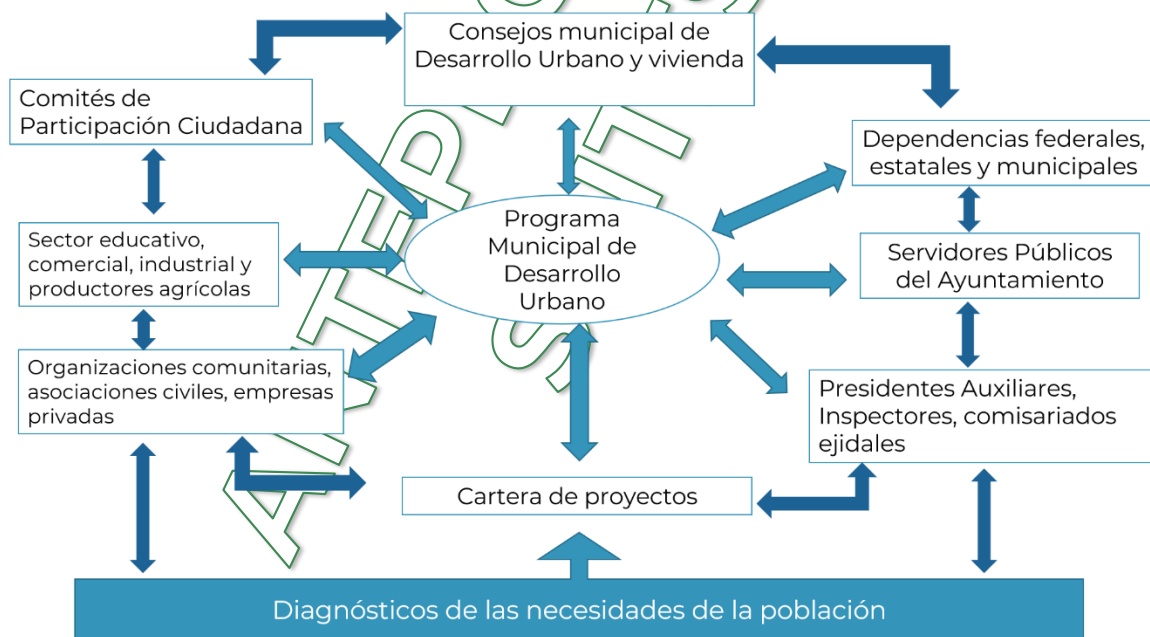 Consejos municipal de
Desarrollo Urbano y vivienda
Comités de
Participación Ciudadana
Dependencias federales,
estatales y municipales
Programa
Municipal de
Desarrollo
Urbano
Sector educativo,
comercial, industrial y
productores agrícolas
Servidores Públicos
del Ayuntamiento
Organizaciones comunitarias,
asociaciones civiles, empresas
privadas
Presidentes Auxiliares,
Inspectores, comisariados
ejidales
Cartera de proyectos
Diagnósticos de las necesidades de la población